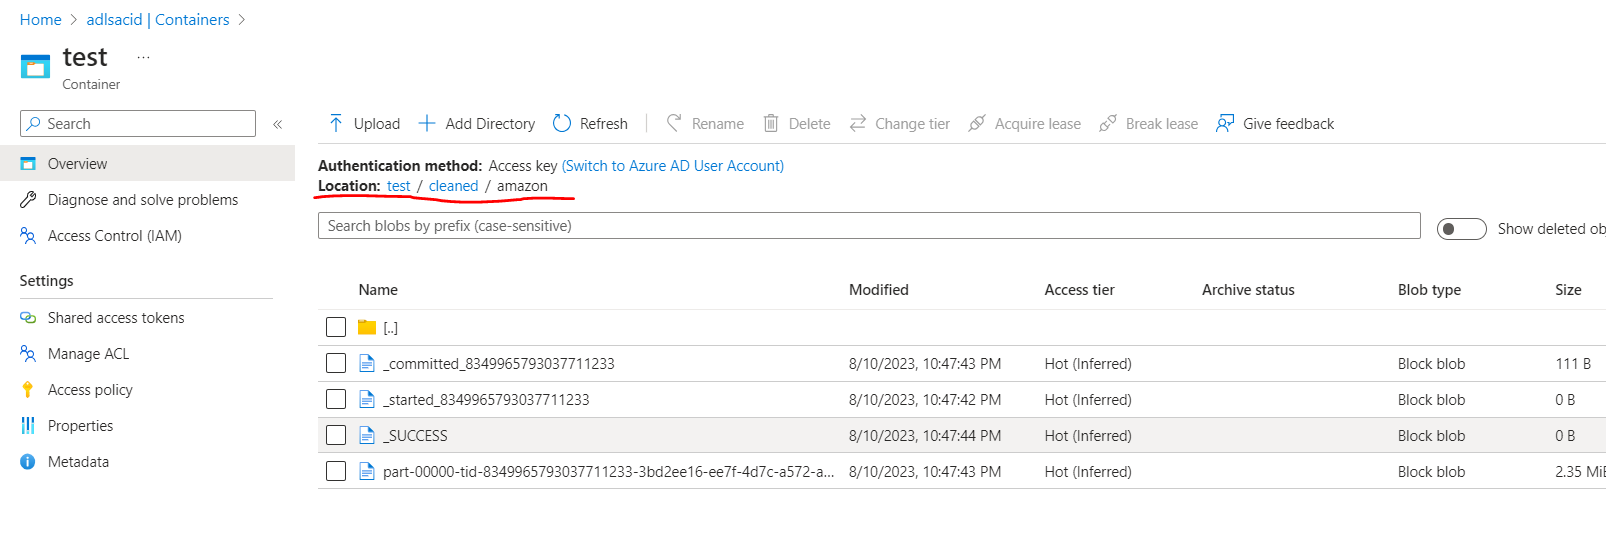 Home > adlsacid | Containers >
test ...
Container
Search «
Overview
Diagnose and solve problems
Access Control (IAM)
Settings
Shared access tokens
Manage ACL
Access policy
Properties
Metadata
Upload Add Directory Refresh Rename Delete Change tier Acquire lease Break lease Give feedback
Authentication method: Access key (Switch to Azure AD User Account)
Location: test / cleaned / amazon
Search blobs by prefix (case-sensitive) Show deleted ob
Name Modified Access tier Archive status Blob type Size
[..]
_committed_8349965793037711233 8/10/2023, 10:47:43 PM Hot (Inferred) Block blob 111 B
_started_8349965793037711233 8/10/2023, 10:47:42 PM Hot (Inferred) Block blob 0 B
_SUCCESS 8/10/2023, 10:47:44 PM Hot (Inferred) Block blob 0 B
part-00000-tid-8349965793037711233-3bd2ee16-ee7f-4d7c-a572-a... 8/10/2023, 10:47:43 PM Hot (Inferred) Block blob 2.35 MiB